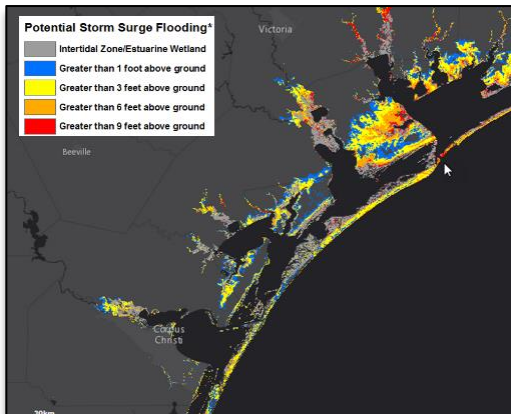 Potential Storm Surge Flooding*
Intertidal Zone/Estuarine Wetland
Greater than 1 foot above ground
Greater than 3 feet above ground
Greater than 6 feet above ground
Greater than 9 feet above ground
Victoria
Beeville
Corpus
Christi
20km